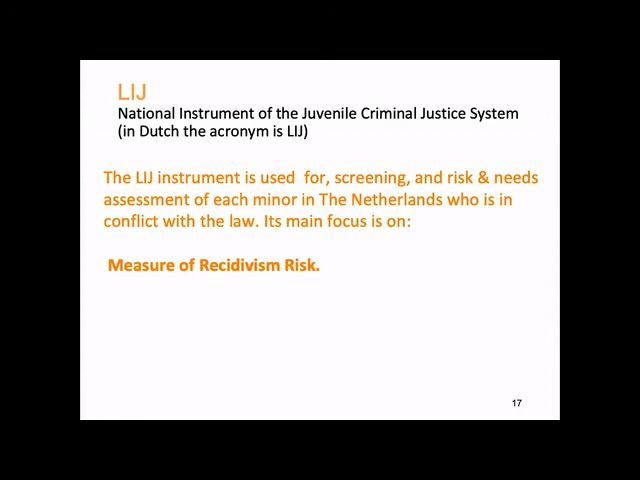 LIJ
National Instrument of the Juvenile Criminal Justice System
(in Dutch the acronym is LIJ)
The LIJ instrument is used for, screening, and risk & needs
assessment of each minor in The Netherlands who is in
conflict with the law. Its main focus is on:
Measure of Recidivism Risk.
17